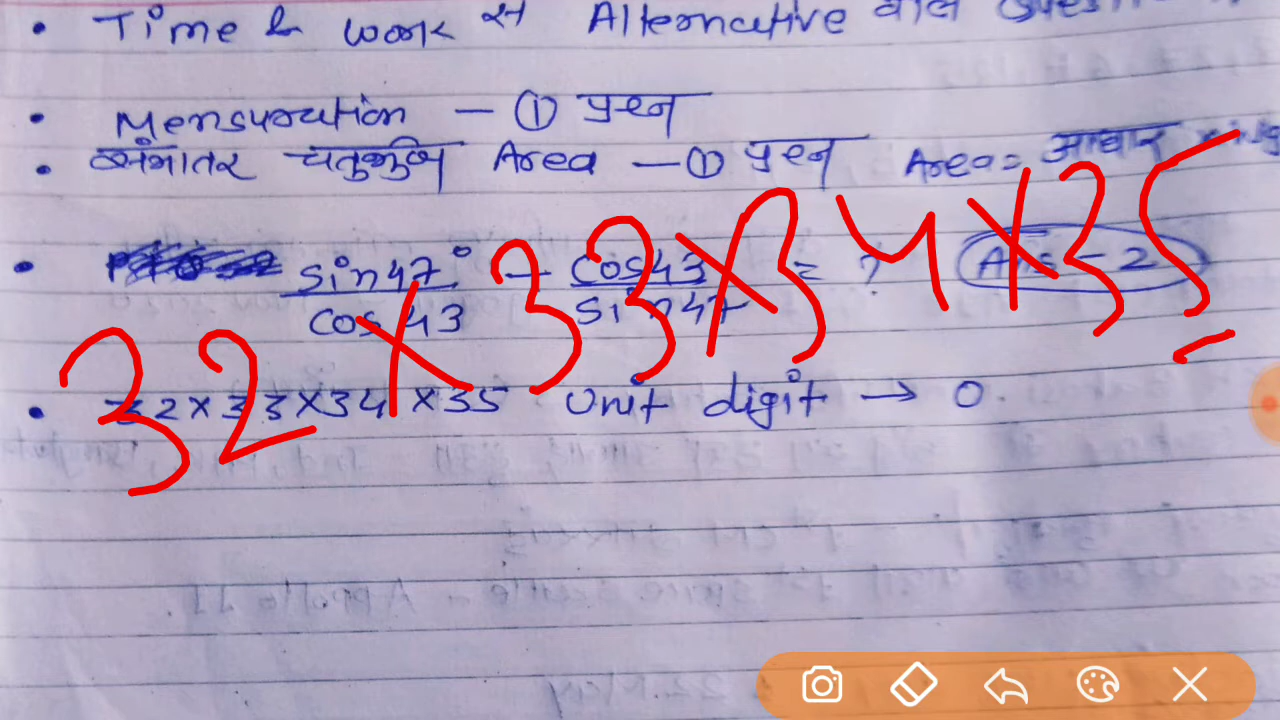 • Time & work से Alternative वाले
• Mensuration – ① प्रश्न
• समांतर चतुर्भुज Area – ① प्रश्न Area = आधार x
• sin47° / cos43 + cos43 / sin47 = ? Ans – 2
32×33×34×35
• 32×33×34×35 Unit digit → 0.